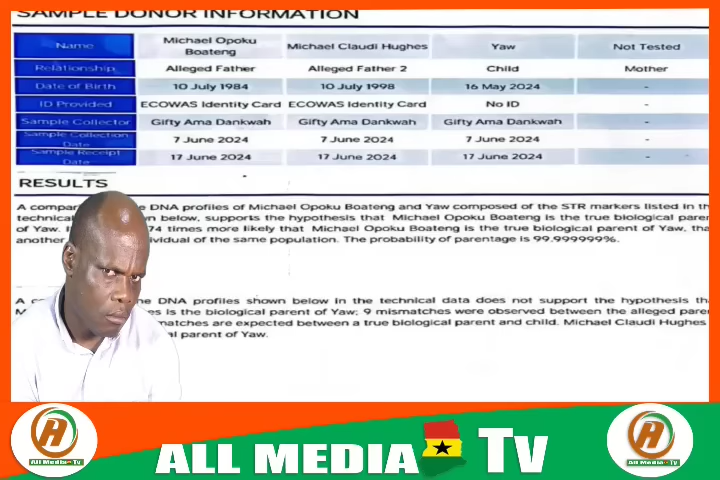 SAMPLE DONOR INFORMATION
Name Michael Opoku Boateng Michael Claudi Hughes Yaw Not Tested
Relationship Alleged Father Alleged Father 2 Child Mother
Date of Birth 10 July 1984 10 July 1998 16 May 2024 -
ID Provided ECOWAS Identity Card ECOWAS Identity Card No ID -
Sample Collector Gifty Ama Dankwah Gifty Ama Dankwah Gifty Ama Dankwah -
Sample Collection Date 7 June 2024 7 June 2024 7 June 2024 -
Sample Receipt Date 17 June 2024 17 June 2024 17 June 2024 -
RESULTS
A compar e DNA profiles of Michael Opoku Boateng and Yaw composed of the STR markers listed in th
technical n below, supports the hypothesis that Michael Opoku Boateng is the true biological parer
of Yaw. 74 times more likely that Michael Opoku Boateng is the true biological parent of Yaw, tha
another ividual of the same population. The probability of parentage is 99.999999%.
A c he DNA profiles shown below in the technical data does not support the hypothesis th
M es is the biological parent of Yaw; 9 mismatches were observed between the alleged parer
matches are expected between a true biological parent and child. Michael Claudi Hughes
al parent of Yaw.
All Media Tv
ALL MEDIA TV
All Media Tv